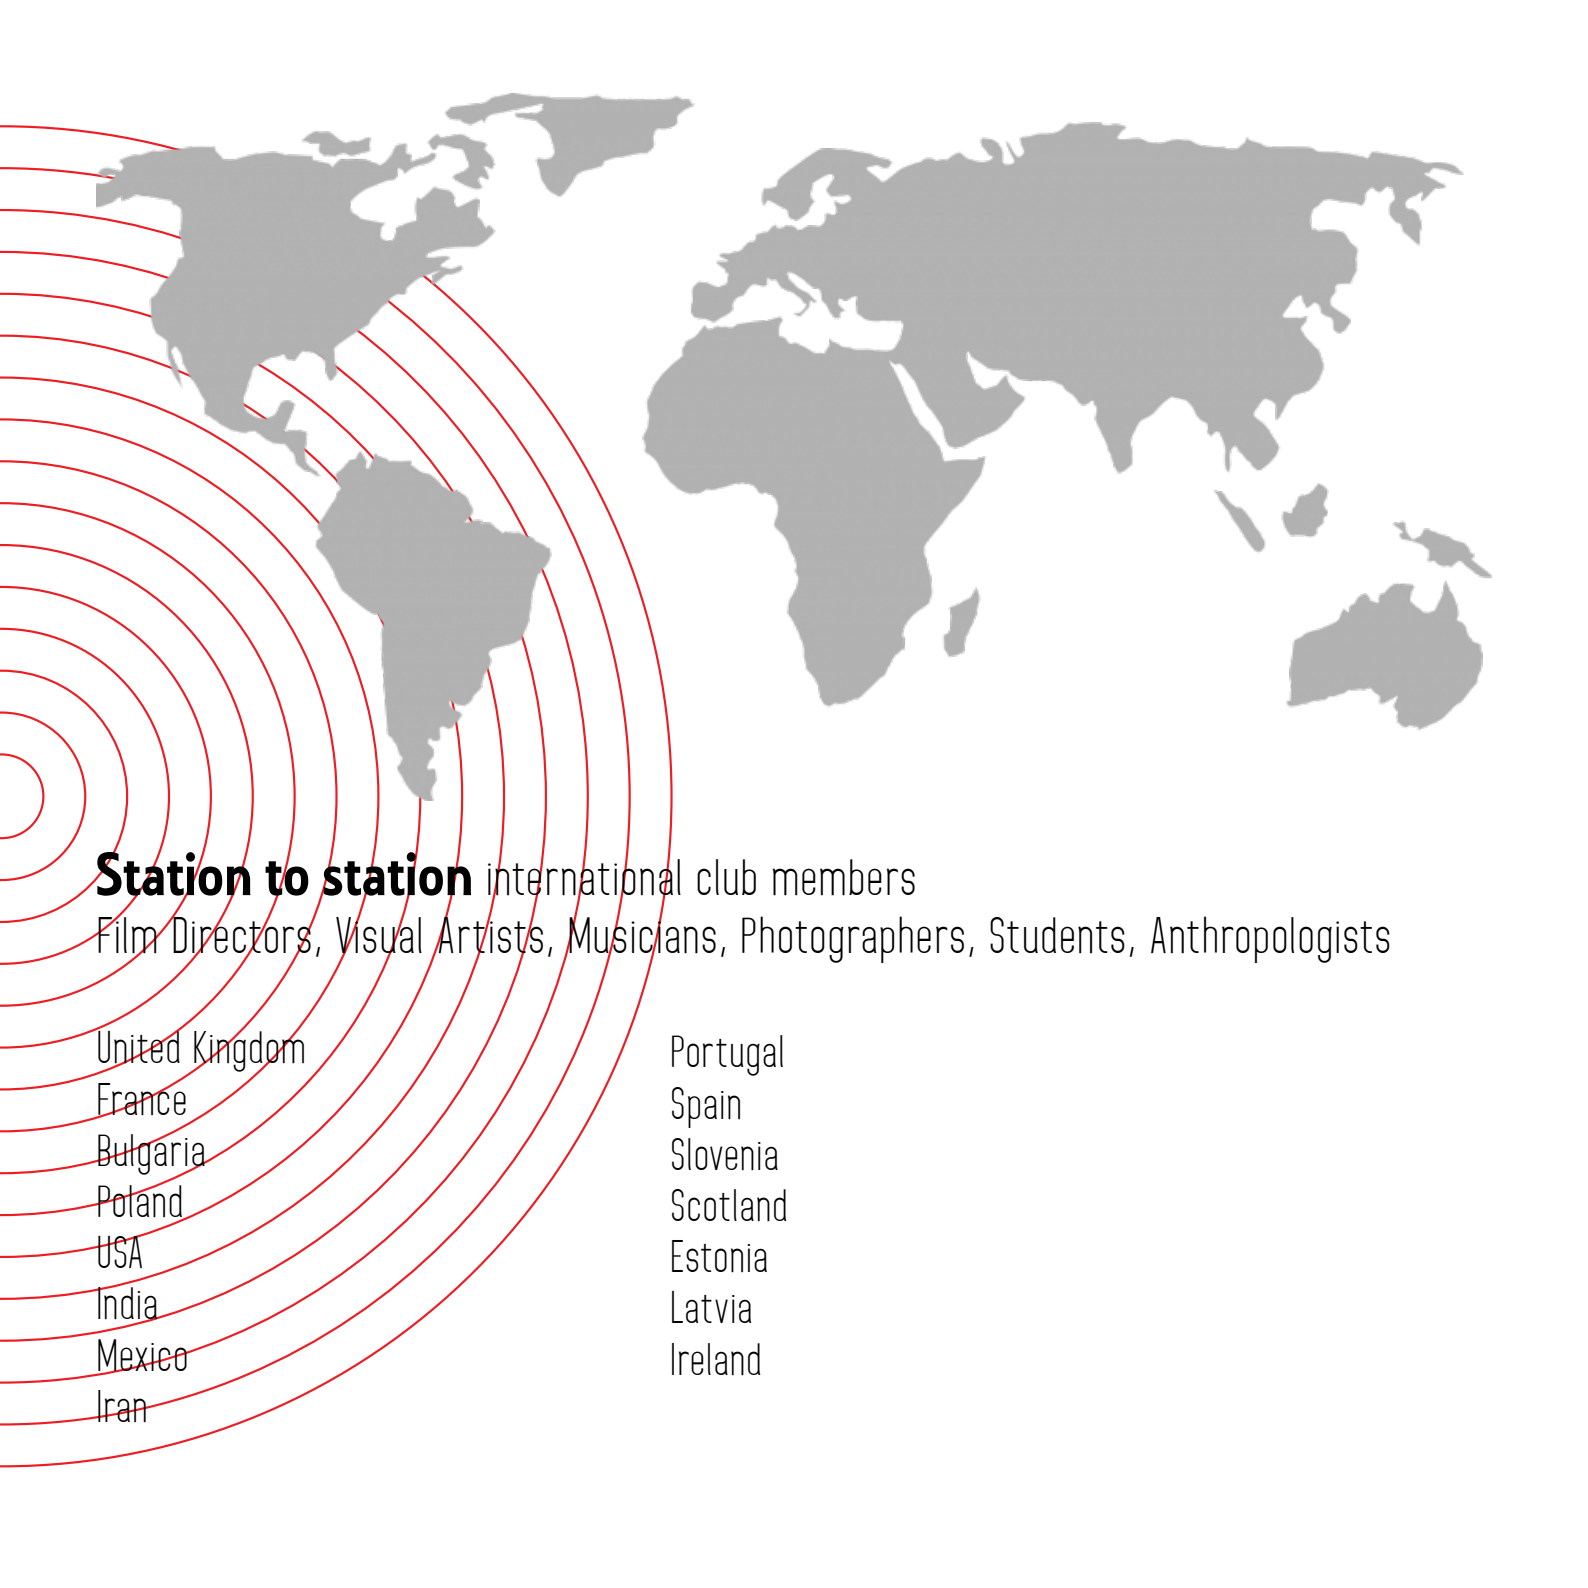 Station to station international club members
Film Directors, Visual Artists, Musicians, Photographers, Students, Anthropologists
United Kingdom
France
Bulgaria
Poland
USA
India
Mexico
Iran
Portugal
Spain
Slovenia
Scotland
Estonia
Latvia
Ireland